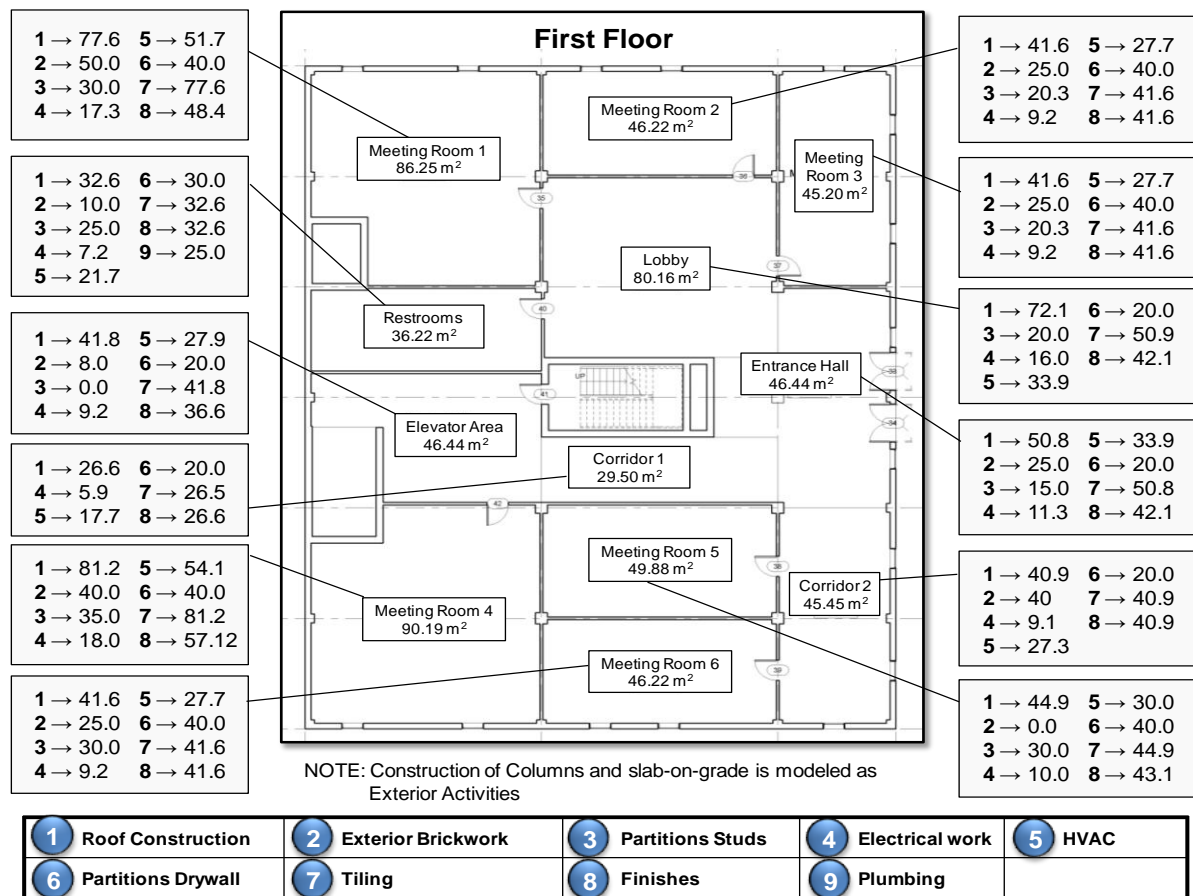 First Floor
1 → 77.6 5 → 51.7
2 → 50.0 6 → 40.0
3 → 30.0 7 → 77.6
4 → 17.3 8 → 48.4
1 → 32.6 6 → 30.0
2 → 10.0 7 → 32.6
3 → 25.0 8 → 32.6
4 → 7.2 9 → 25.0
5 → 21.7
1 → 41.8 5 → 27.9
2 → 8.0 6 → 20.0
3 → 0.0 7 → 41.8
4 → 9.2 8 → 36.6
1 → 26.6 6 → 20.0
4 → 5.9 7 → 26.5
5 → 17.7 8 → 26.6
1 → 81.2 5 → 54.1
2 → 40.0 6 → 40.0
3 → 35.0 7 → 81.2
4 → 18.0 8 → 57.12
1 → 41.6 5 → 27.7
2 → 25.0 6 → 40.0
3 → 30.0 7 → 41.6
4 → 9.2 8 → 41.6
Meeting Room 1
86.25 m²
Meeting Room 2
46.22 m²
Meeting
Room 3
45.20 m²
Lobby
80.16 m²
Restrooms
36.22 m²
Entrance Hall
46.44 m²
Elevator Area
46.44 m²
Corridor 1
29.50 m²
Meeting Room 5
49.88 m²
Corridor 2
45.45 m²
Meeting Room 4
90.19 m²
Meeting Room 6
46.22 m²
35
36
37
40
UP
41
33
34
42
38
39
1 → 41.6 5 → 27.7
2 → 25.0 6 → 40.0
3 → 20.3 7 → 41.6
4 → 9.2 8 → 41.6
1 → 41.6 5 → 27.7
2 → 25.0 6 → 40.0
3 → 20.3 7 → 41.6
4 → 9.2 8 → 41.6
1 → 72.1 6 → 20.0
3 → 20.0 7 → 50.9
4 → 16.0 8 → 42.1
5 → 33.9
1 → 50.8 5 → 33.9
2 → 25.0 6 → 20.0
3 → 15.0 7 → 50.8
4 → 11.3 8 → 42.1
1 → 40.9 6 → 20.0
2 → 40 7 → 40.9
4 → 9.1 8 → 40.9
5 → 27.3
1 → 44.9 5 → 30.0
2 → 0.0 6 → 40.0
3 → 30.0 7 → 44.9
4 → 10.0 8 → 43.1
NOTE: Construction of Columns and slab-on-grade is modeled as
Exterior Activities
1 Roof Construction 2 Exterior Brickwork 3 Partitions Studs 4 Electrical work 5 HVAC
6 Partitions Drywall 7 Tiling 8 Finishes 9 Plumbing